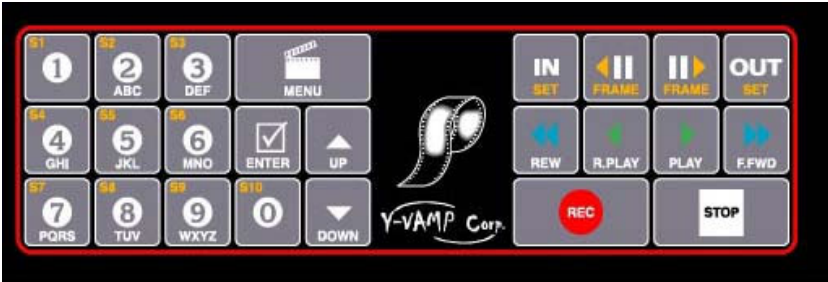 S1 S2 S3
1 2 3 IN OUT
ABC DEF MENU SET FRAME FRAME SET
S4 S5 S6
4 5 6
GHI JKL MNO ENTER UP REW R.PLAY PLAY F.FWD
S7 S8 S9 S10
7 8 9 0 REC STOP
PQRS TUV WXYZ DOWN Y-VAMP Corp.